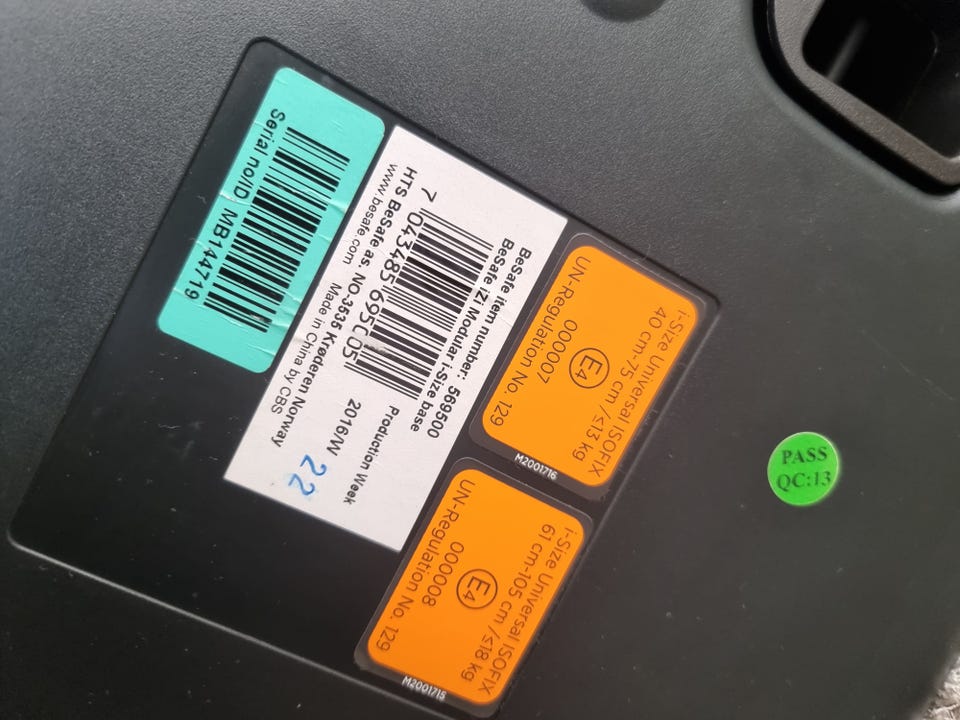 Serial no/ID MB144719
BeSafe item number: 569500
BeSafe iZi Modular i-Size base
7 043485 695005
Production Week
2016/W 22
www.besafe.com
HTS BeSafe as. NO-3535 Krøderen Norway
Made in China by CBS
i-Size Universal ISOFIX
40 cm-75 cm / ≤13 kg
E4
000007
UN-Regulation No. 129
M2001716
i-Size Universal ISOFIX
61 cm-105 cm / ≤18 kg
E4
000008
UN-Regulation No. 129
M2001715
PASS
QC:13